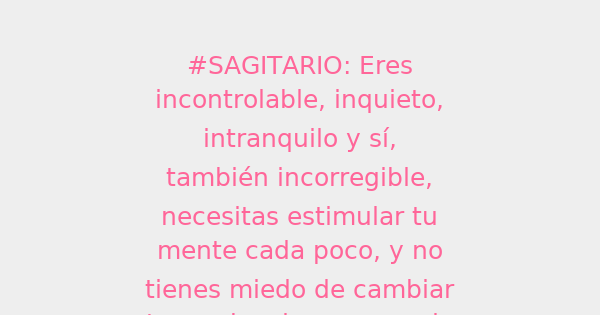 #SAGITARIO: Eres
incontrolable, inquieto,
intranquilo y sí,
también incorregible,
necesitas estimular tu
mente cada poco, y no
tienes miedo de cambiar